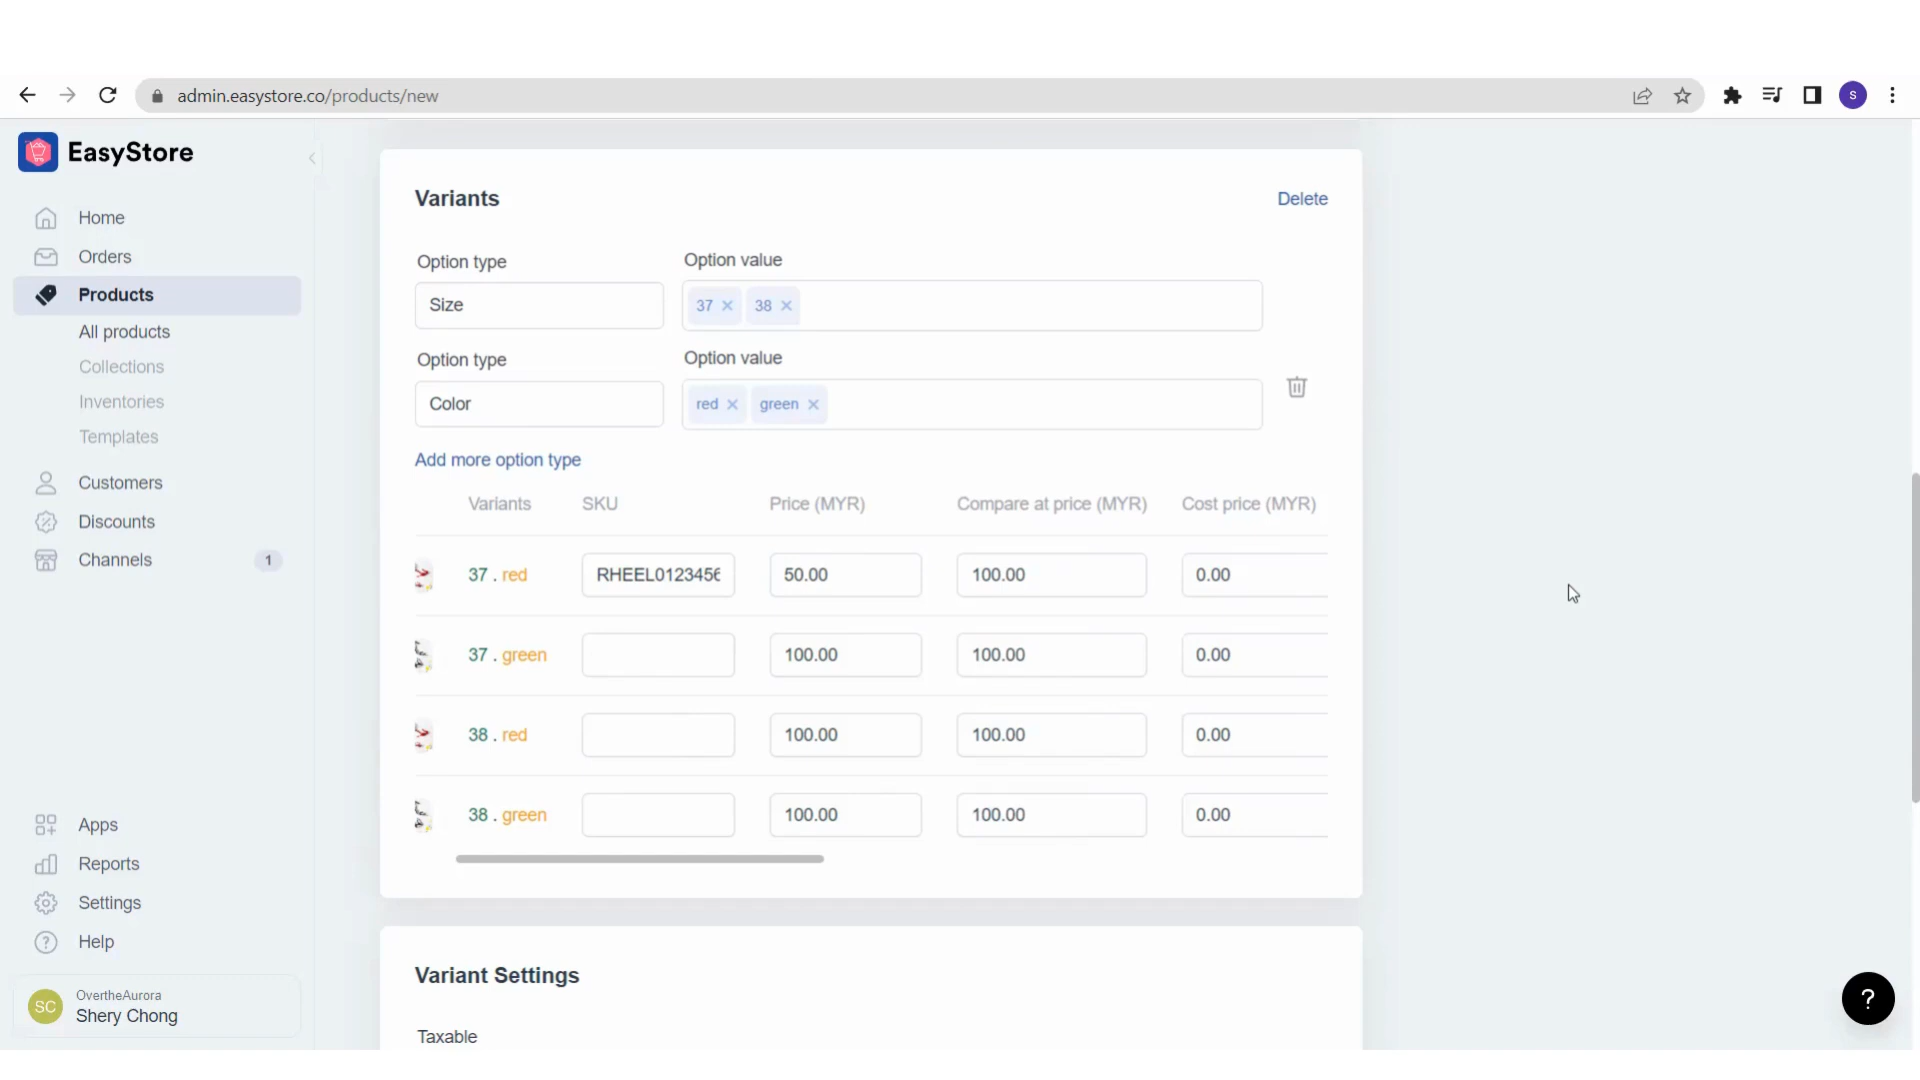 admin.easystore.co/products/new
S
EasyStore
Home
Orders
Products
All products
Collections
Inventories
Templates
Customers
Discounts
Channels 1
Apps
Reports
Settings
Help
SC
OvertheAurora
Shery Chong
Variants Delete
Option type Option value
Size 37 38
Option type Option value
Color red green
Add more option type
Variants SKU Price (MYR) Compare at price (MYR) Cost price (MYR)
37 . red RHEEL0123456 50.00 100.00 0.00
37 . green 100.00 100.00 0.00
38 . red 100.00 100.00 0.00
38 . green 100.00 100.00 0.00
Variant Settings
Taxable
?